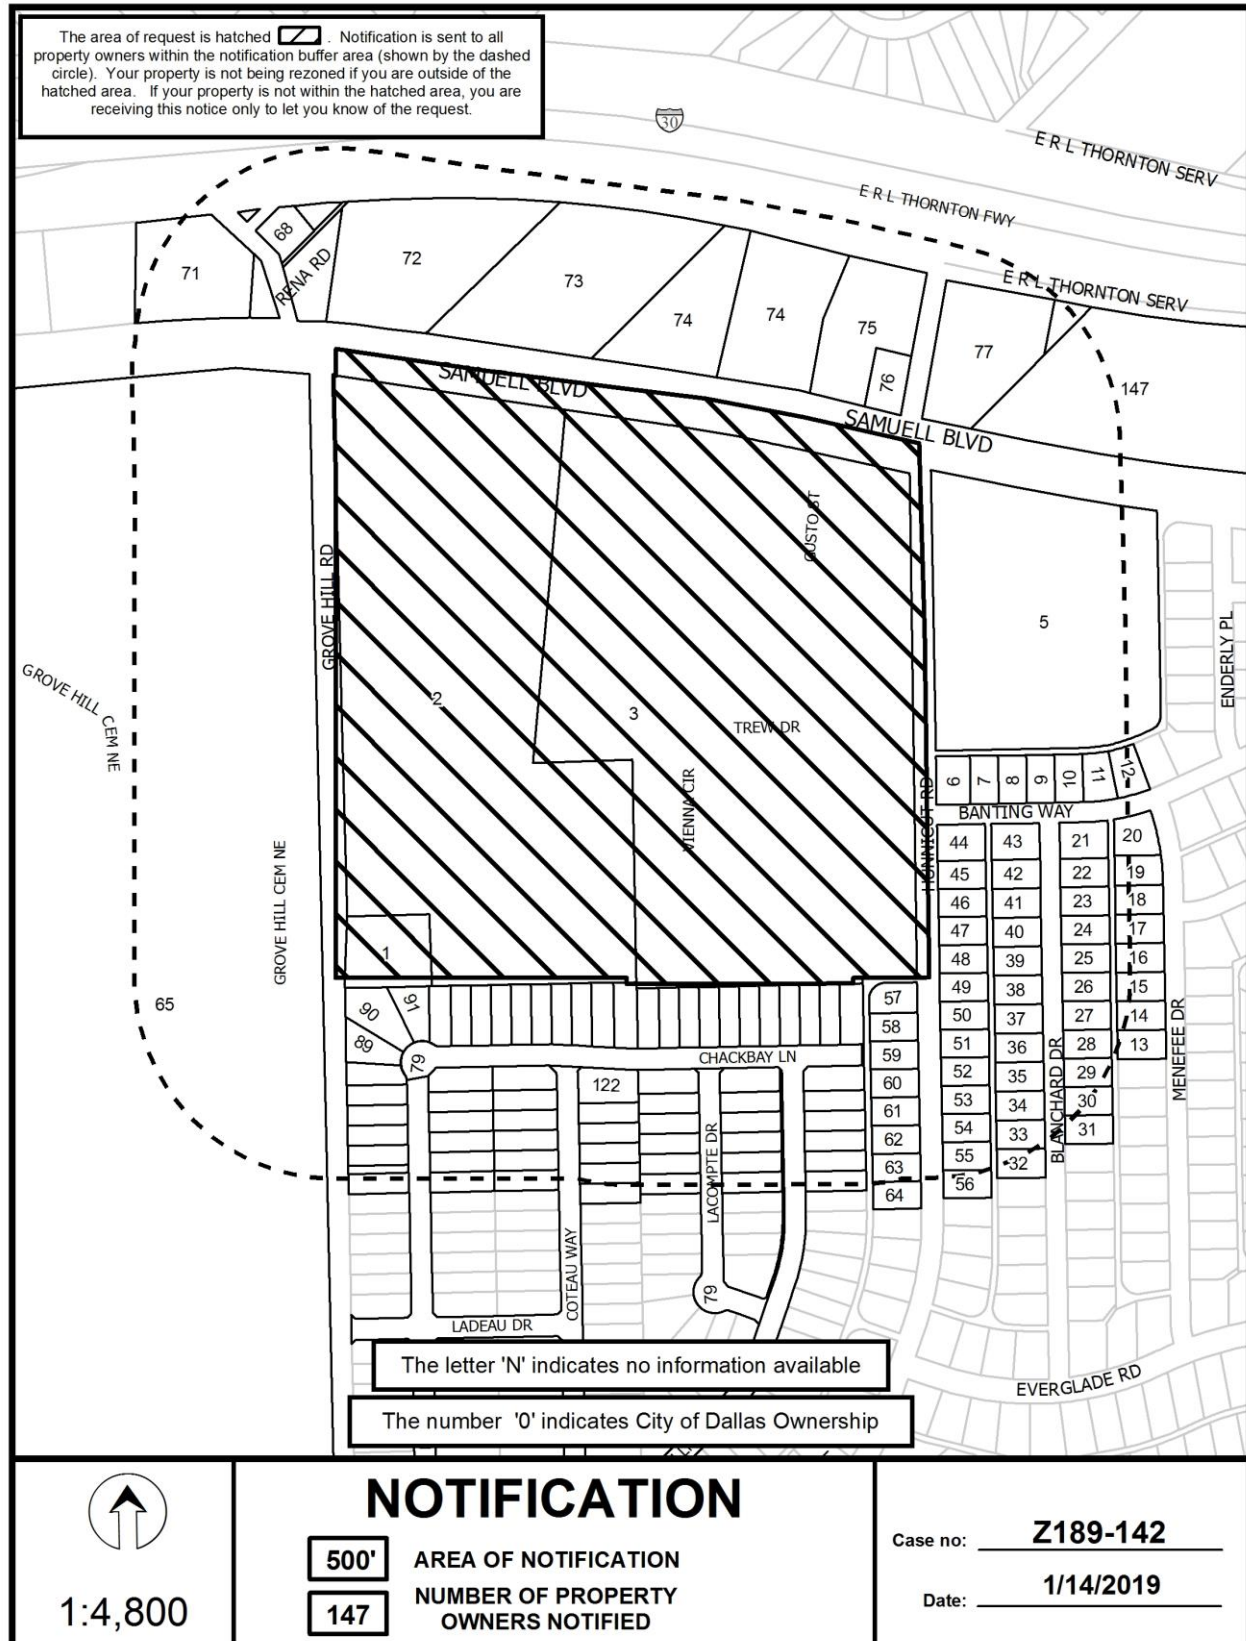 The area of request is hatched . Notification is sent to all
property owners within the notification buffer area (shown by the dashed
circle). Your property is not being rezoned if you are outside of the
hatched area. If your property is not within the hatched area, you are
receiving this notice only to let you know of the request.
30
E R L THORNTON SERV
E R L THORNTON FWY
E R L THORNTON SERV
68
71
RENA RD
72
73
74
74
75
76
77
147
SAMUELL BLVD
SAMUELL BLVD
GUSTO ST
GROVE HILL RD
5
ENDERLY PL
GROVE HILL CEM NE
2
3
TREW DR
VIENNA CIR
HUNNICUT RD
6
7
8
9
10
11
12
BANTING WAY
44
43
21
20
45
42
22
19
46
41
23
18
47
40
24
17
48
39
25
16
49
38
26
15
50
37
27
14
51
36
28
13
52
35
29
53
34
30
54
33
31
55
32
56
BLANCHARD DR
MENEFEE DR
GROVE HILL CEM NE
1
65
90
91
89
79
CHACKBAY LN
122
57
58
59
60
61
62
63
64
LACOMPTE DR
COTEAU WAY
79
LADEAU DR
EVERGLADE RD
The letter 'N' indicates no information available
The number '0' indicates City of Dallas Ownership
1:4,800
NOTIFICATION
500' AREA OF NOTIFICATION
147 NUMBER OF PROPERTY
OWNERS NOTIFIED
Case no: Z189-142
Date: 1/14/2019